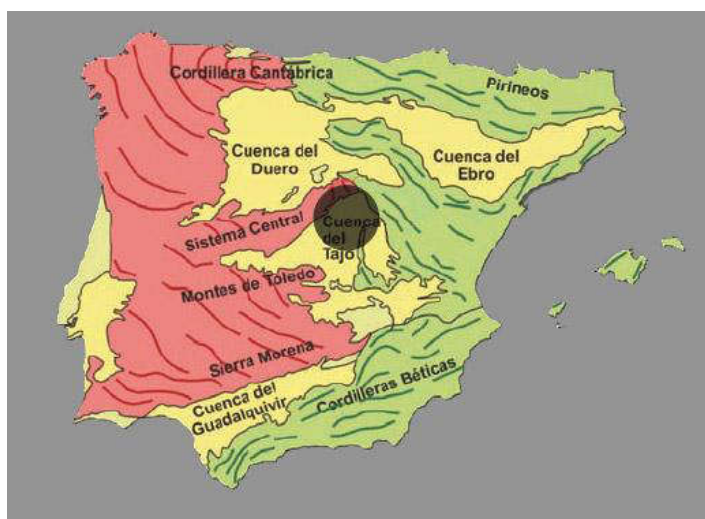 Cordillera Cantábrica
Pirineos
Cuenca del
Duero
Cuenca del
Ebro
Sistema Central
Cuenca
del
Tajo
Montes de Toledo
Sierra Morena
Cuenca del
Guadalquivir
Cordilleras Béticas